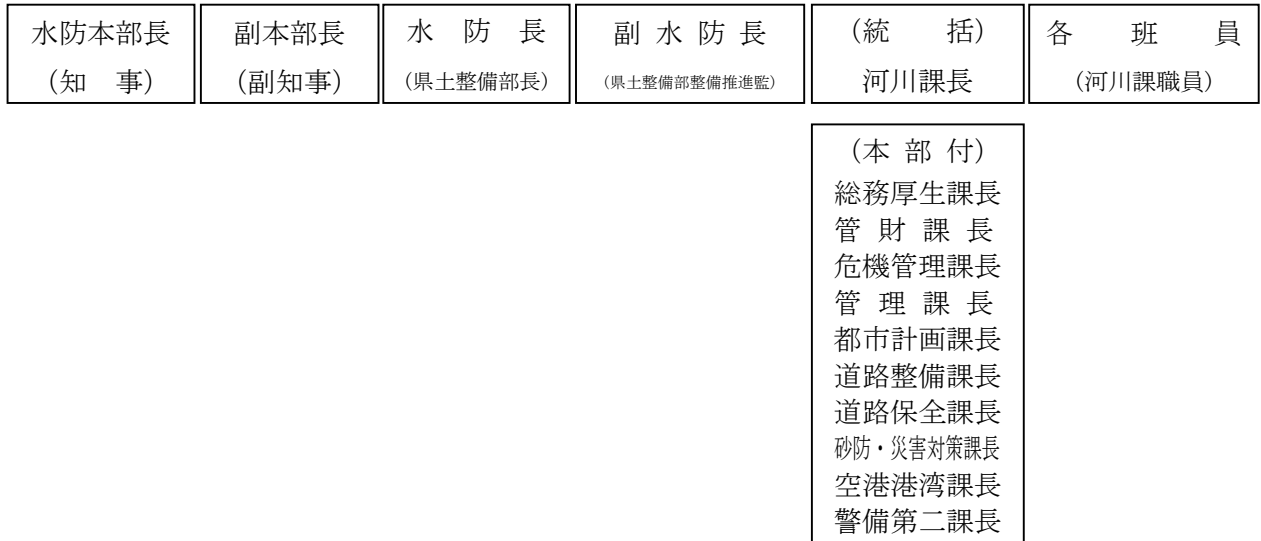 水防本部長
(知　事)
副本部長
(副知事)
水　防　長
(県土整備部長)
副 水 防 長
(県土整備部整備推進監)
(統　　括)
河川課長
各　　班　　員
(河川課職員)
(本 部 付)
総務厚生課長
管 財 課 長
危機管理課長
管 理 課 長
都市計画課長
道路整備課長
道路保全課長
砂防・災害対策課長
空港港湾課長
警備第二課長